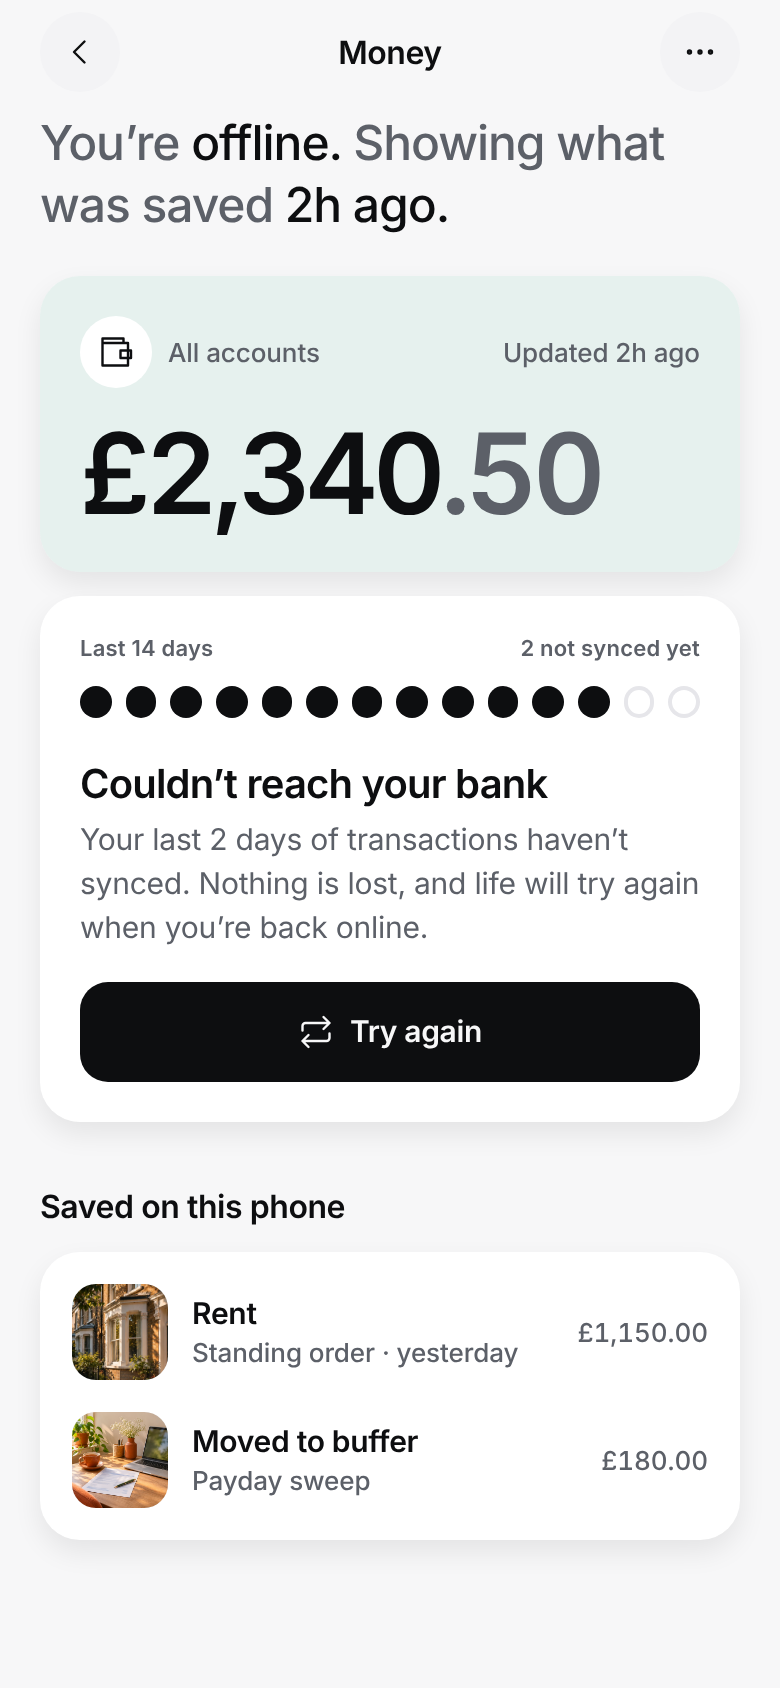 Money
You’re offline. Showing what
was saved 2h ago.
All accounts
Updated 2h ago
£2,340.50
Last 14 days
2 not synced yet
Couldn’t reach your bank
Your last 2 days of transactions haven’t
synced. Nothing is lost, and life will try again
when you’re back online.
Try again
Saved on this phone
Rent
Standing order · yesterday
£1,150.00
Moved to buffer
Payday sweep
£180.00